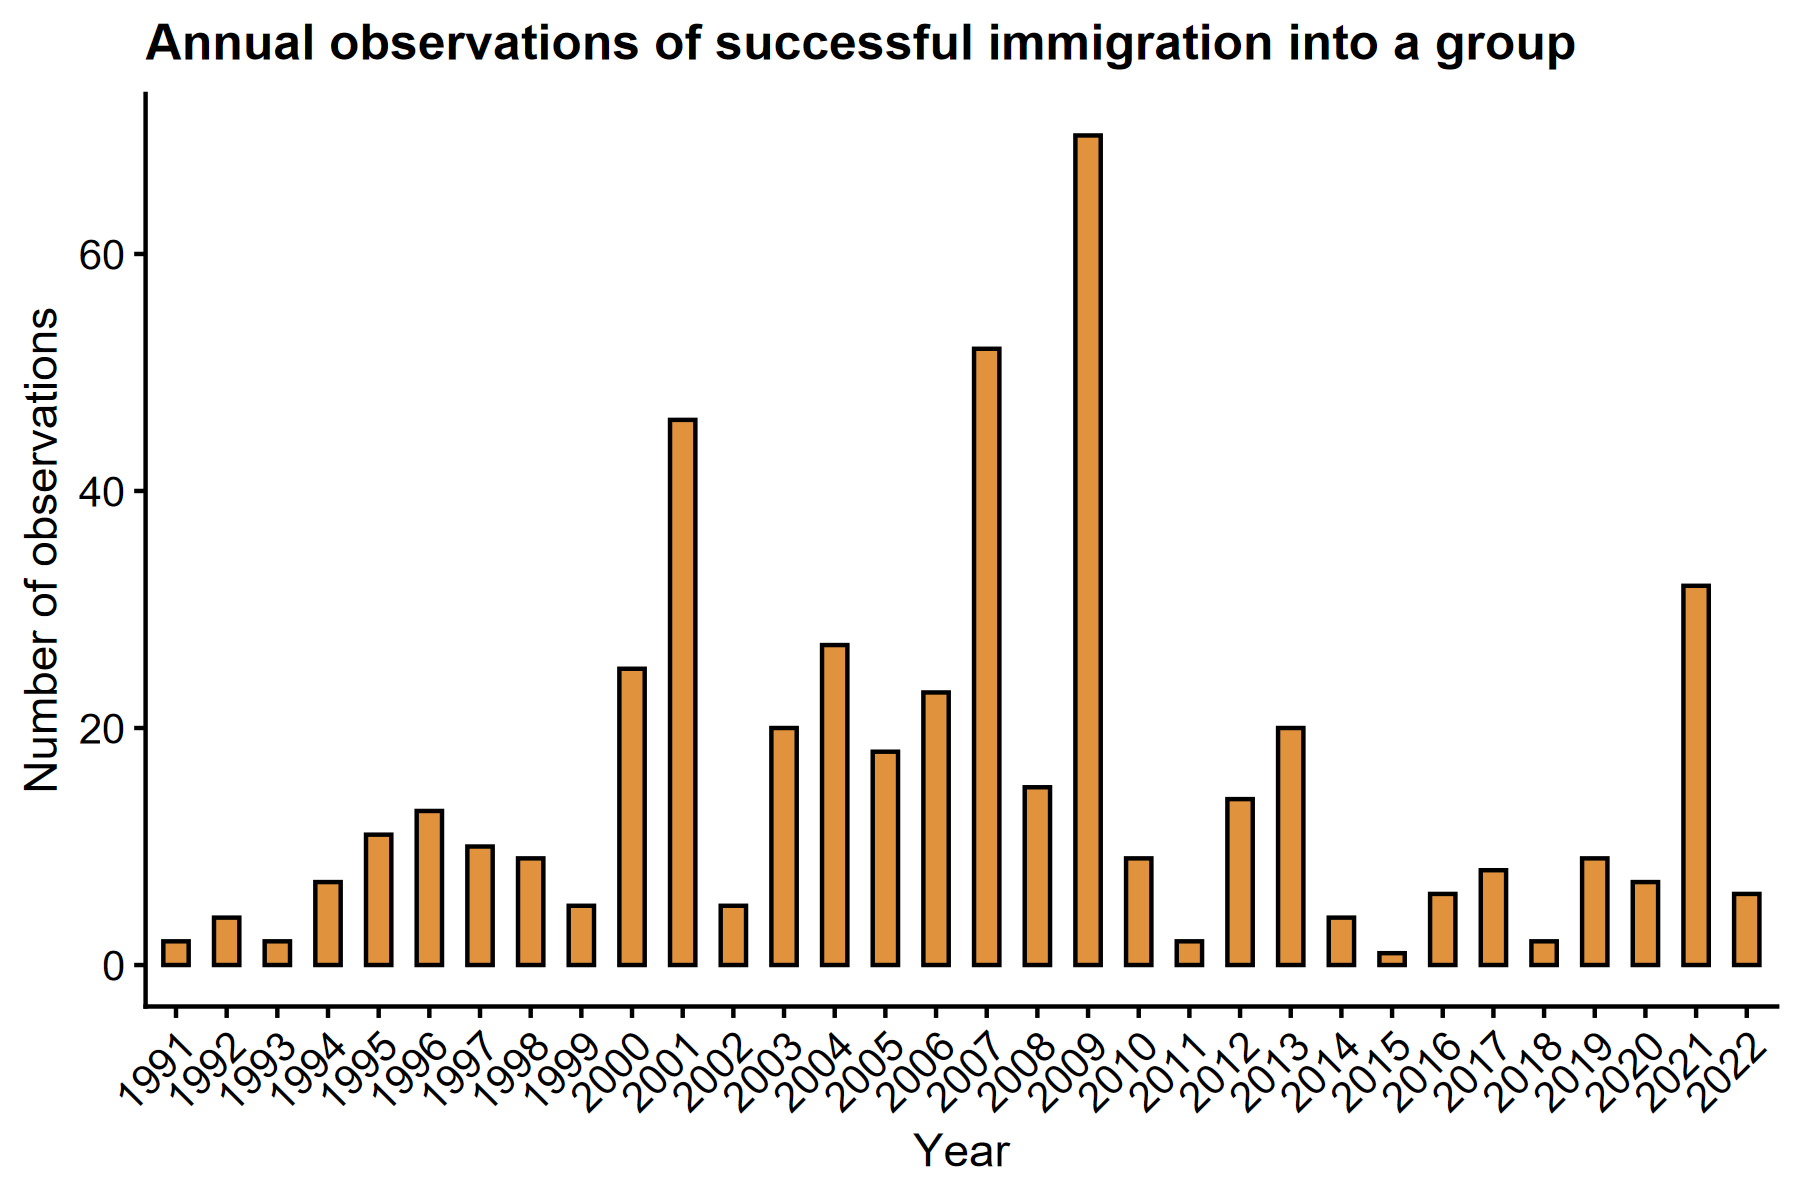 Annual observations of successful immigration into a group
Number of observations
60
40
20
0
1991 1992 1993 1994 1995 1996 1997 1998 1999 2000 2001 2002 2003 2004 2005 2006 2007 2008 2009 2010 2011 2012 2013 2014 2015 2016 2017 2018 2019 2020 2021 2022
Year